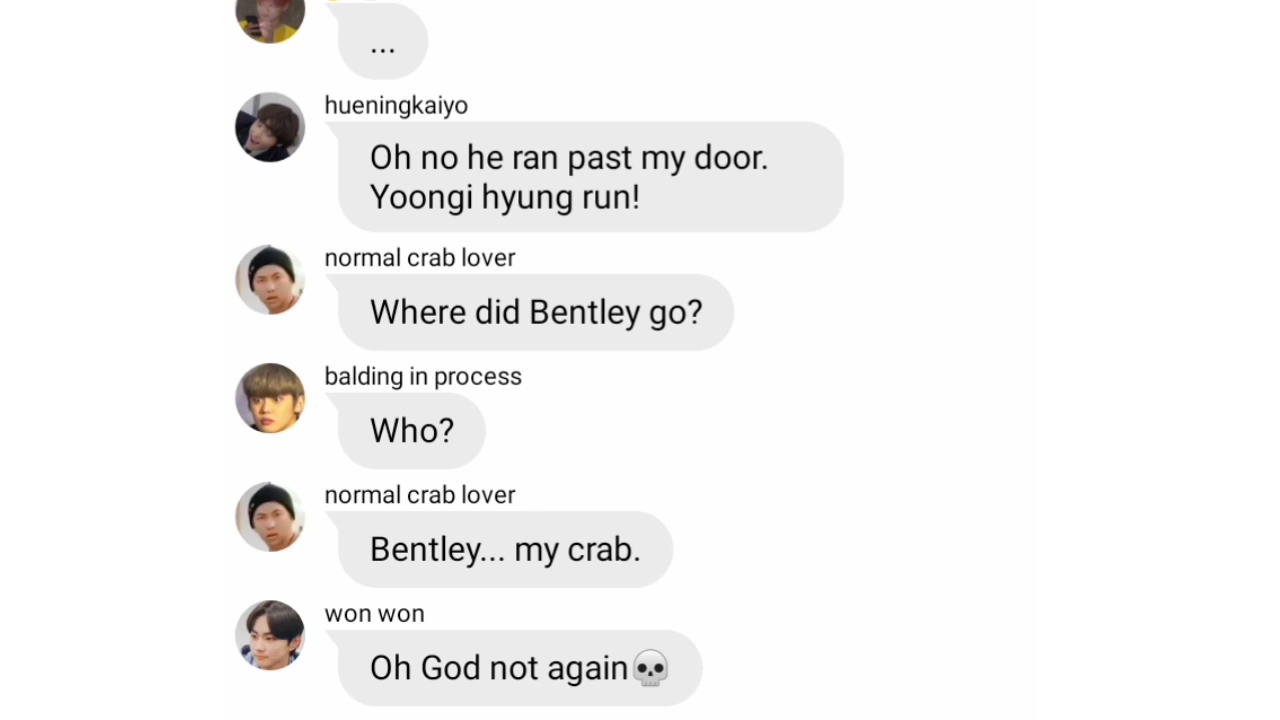 ...
hueningkaiyo
Oh no he ran past my door.
Yoongi hyung run!
normal crab lover
Where did Bentley go?
balding in process
Who?
normal crab lover
Bentley... my crab.
won won
Oh God not again💀